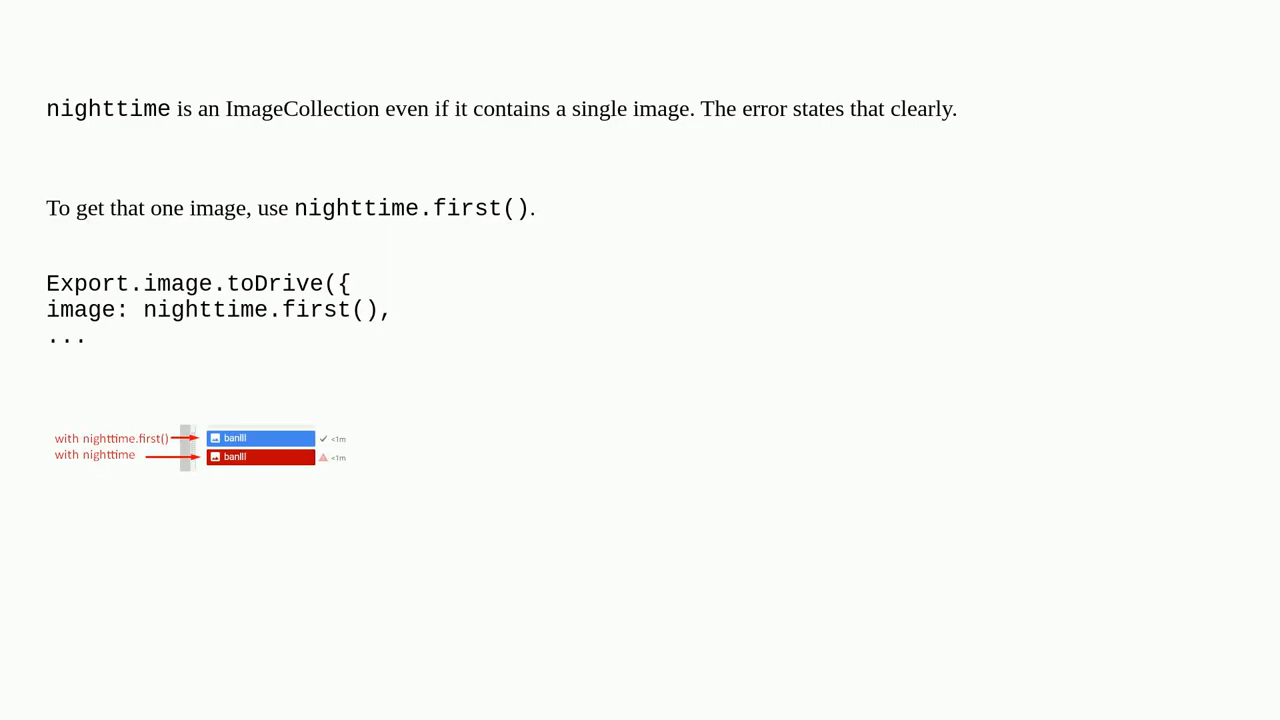 nighttime is an ImageCollection even if it contains a single image. The error states that clearly.
To get that one image, use nighttime.first().
Export.image.toDrive({
image: nighttime.first(),
...
with nighttime.first() banlll <1m
with nighttime banlll <1m